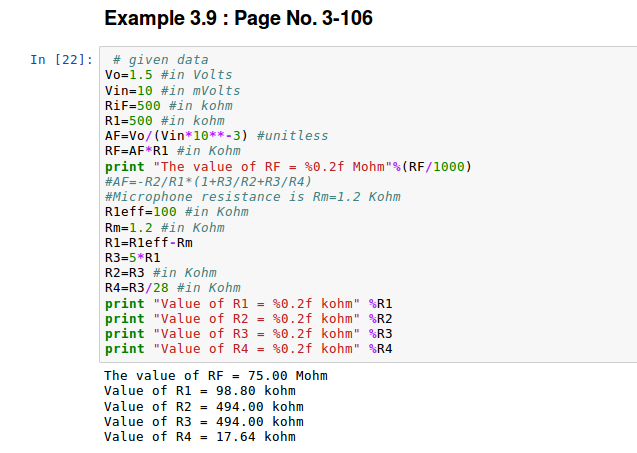 Example 3.9 : Page No. 3-106
In [22]: # given data
Vo=1.5 #in Volts
Vin=10 #in mVolts
RiF=500 #in kohm
R1=500 #in kohm
AF=Vo/(Vin*10**-3) #unitless
RF=AF*R1 #in Kohm
print "The value of RF = %0.2f Mohm"%(RF/1000)
#AF=-R2/R1*(1+R3/R2+R3/R4)
#Microphone resistance is Rm=1.2 Kohm
R1eff=100 #in Kohm
Rm=1.2 #in Kohm
R1=R1eff-Rm
R3=5*R1
R2=R3 #in Kohm
R4=R3/28 #in Kohm
print "Value of R1 = %0.2f kohm" %R1
print "Value of R2 = %0.2f kohm" %R2
print "Value of R3 = %0.2f kohm" %R3
print "Value of R4 = %0.2f kohm" %R4
The value of RF = 75.00 Mohm
Value of R1 = 98.80 kohm
Value of R2 = 494.00 kohm
Value of R3 = 494.00 kohm
Value of R4 = 17.64 kohm